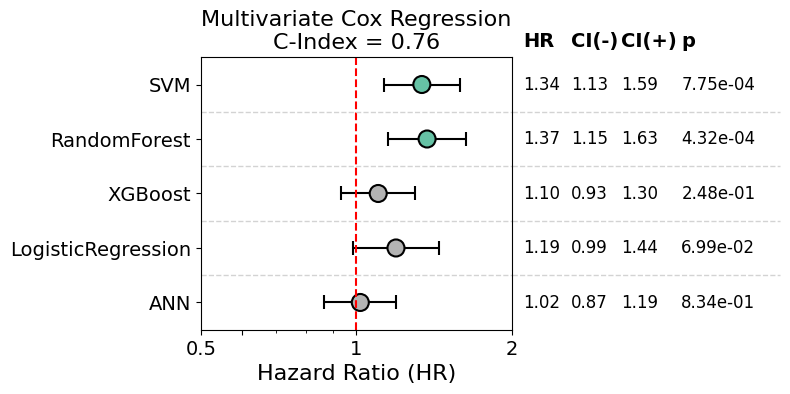 Multivariate Cox Regression
C-Index = 0.76
HR CI(-) CI(+) p
SVM 1.34 1.13 1.59 7.75e-04
RandomForest 1.37 1.15 1.63 4.32e-04
XGBoost 1.10 0.93 1.30 2.48e-01
LogisticRegression 1.19 0.99 1.44 6.99e-02
ANN 1.02 0.87 1.19 8.34e-01
0.5 1 2
Hazard Ratio (HR)